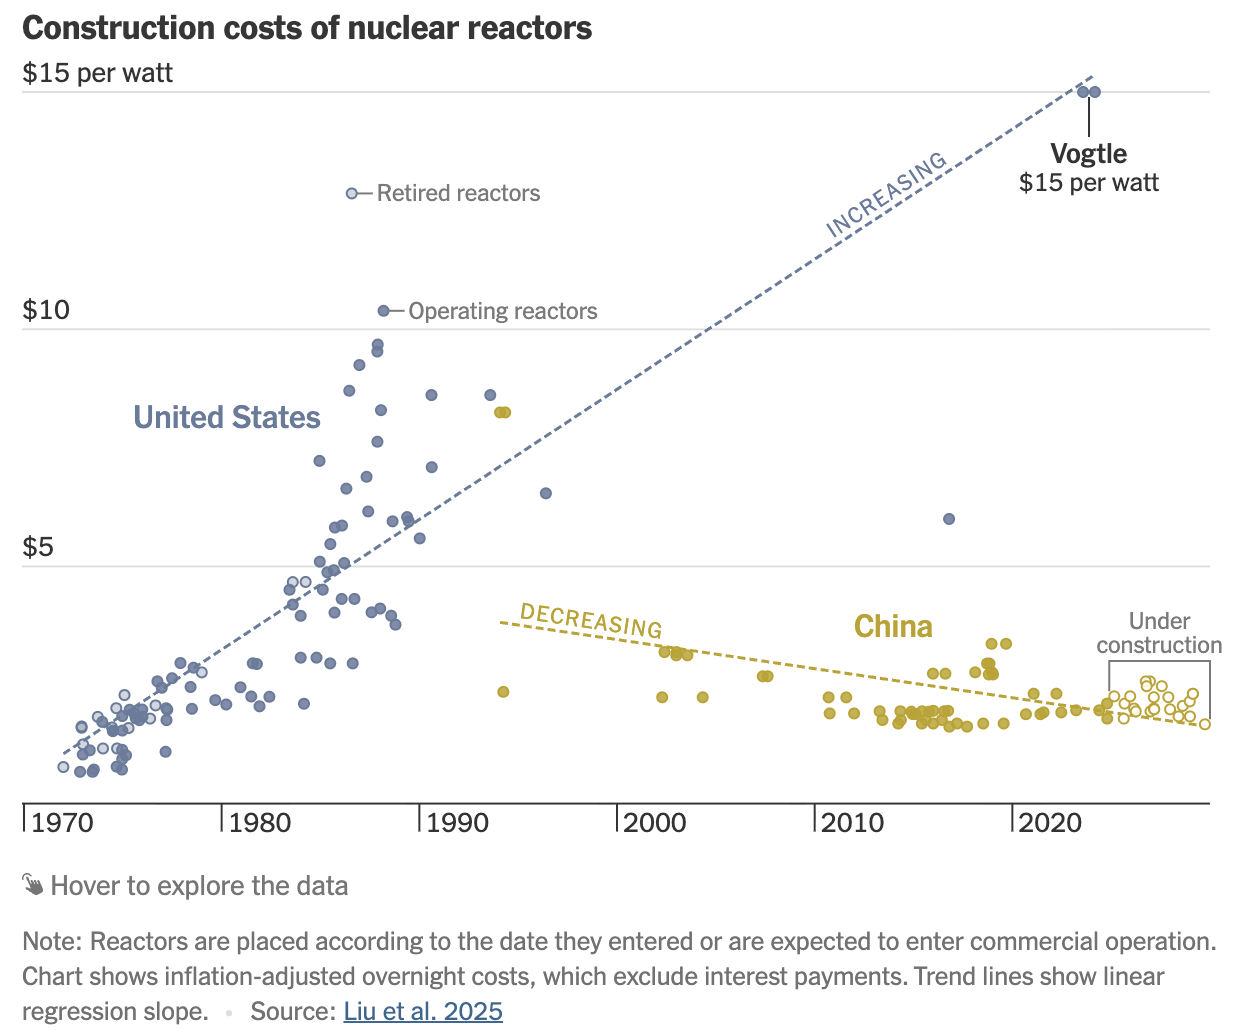 Construction costs of nuclear reactors
$15 per watt
Vogtle
$15 per watt
INCREASING
Retired reactors
$10
Operating reactors
United States
$5
DECREASING
China
Under
construction
1970
1980
1990
2000
2010
2020
Hover to explore the data
Note: Reactors are placed according to the date they entered or are expected to enter commercial operation.
Chart shows inflation-adjusted overnight costs, which exclude interest payments. Trend lines show linear
regression slope. • Source: Liu et al. 2025